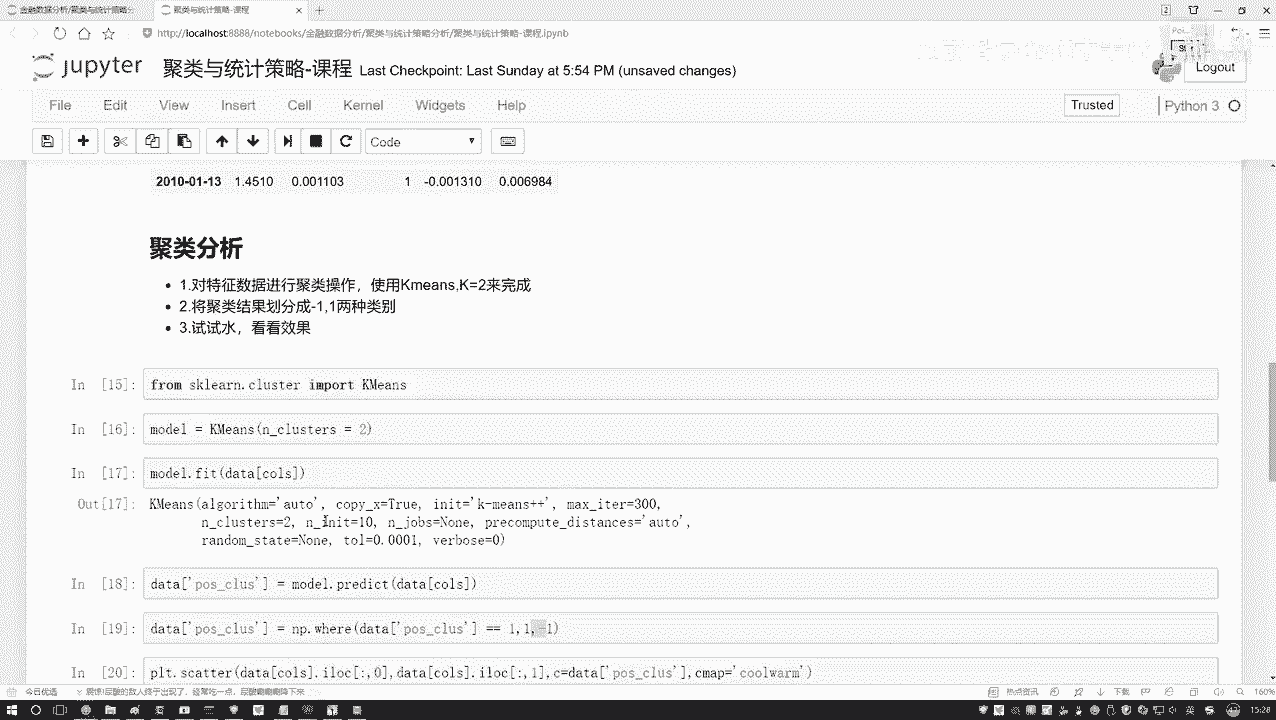 金融数据分析/聚类与统计策略分
聚类与统计策略-课程
http://localhost:8888/notebooks/金融数据分析/聚类与统计策略分析/聚类与统计策略-课程.ipynb
jupyter 聚类与统计策略-课程 Last Checkpoint: Last Sunday at 5:54 PM (unsaved changes)
Logout
File Edit View Insert Cell Kernel Widgets Help
Trusted Python 3
Code
2010-01-13 1.4510 0.001103 1 -0.001310 0.006984
聚类分析
1.对特征数据进行聚类操作，使用Kmeans,K=2来完成
2.将聚类结果划分成-1,1两种类别
3.试试水，看看效果
In [15]: from sklearn.cluster import KMeans
In [16]: model = KMeans(n_clusters = 2)
In [17]: model.fit(data[cols])
Out[17]: KMeans(algorithm='auto', copy_x=True, init='k-means++', max_iter=300,
n_clusters=2, n_init=10, n_jobs=None, precompute_distances='auto',
random_state=None, tol=0.0001, verbose=0)
In [18]: data['pos_clus'] = model.predict(data[cols])
In [19]: data['pos_clus'] = np.where(data['pos_clus'] == 1,1,-1)
In [20]: plt.scatter(data[cols].iloc[:,0],data[cols].iloc[:,1],c=data['pos_clus'],cmap='coolwarm')
今日优选
热点资讯
下载
160%
15:28